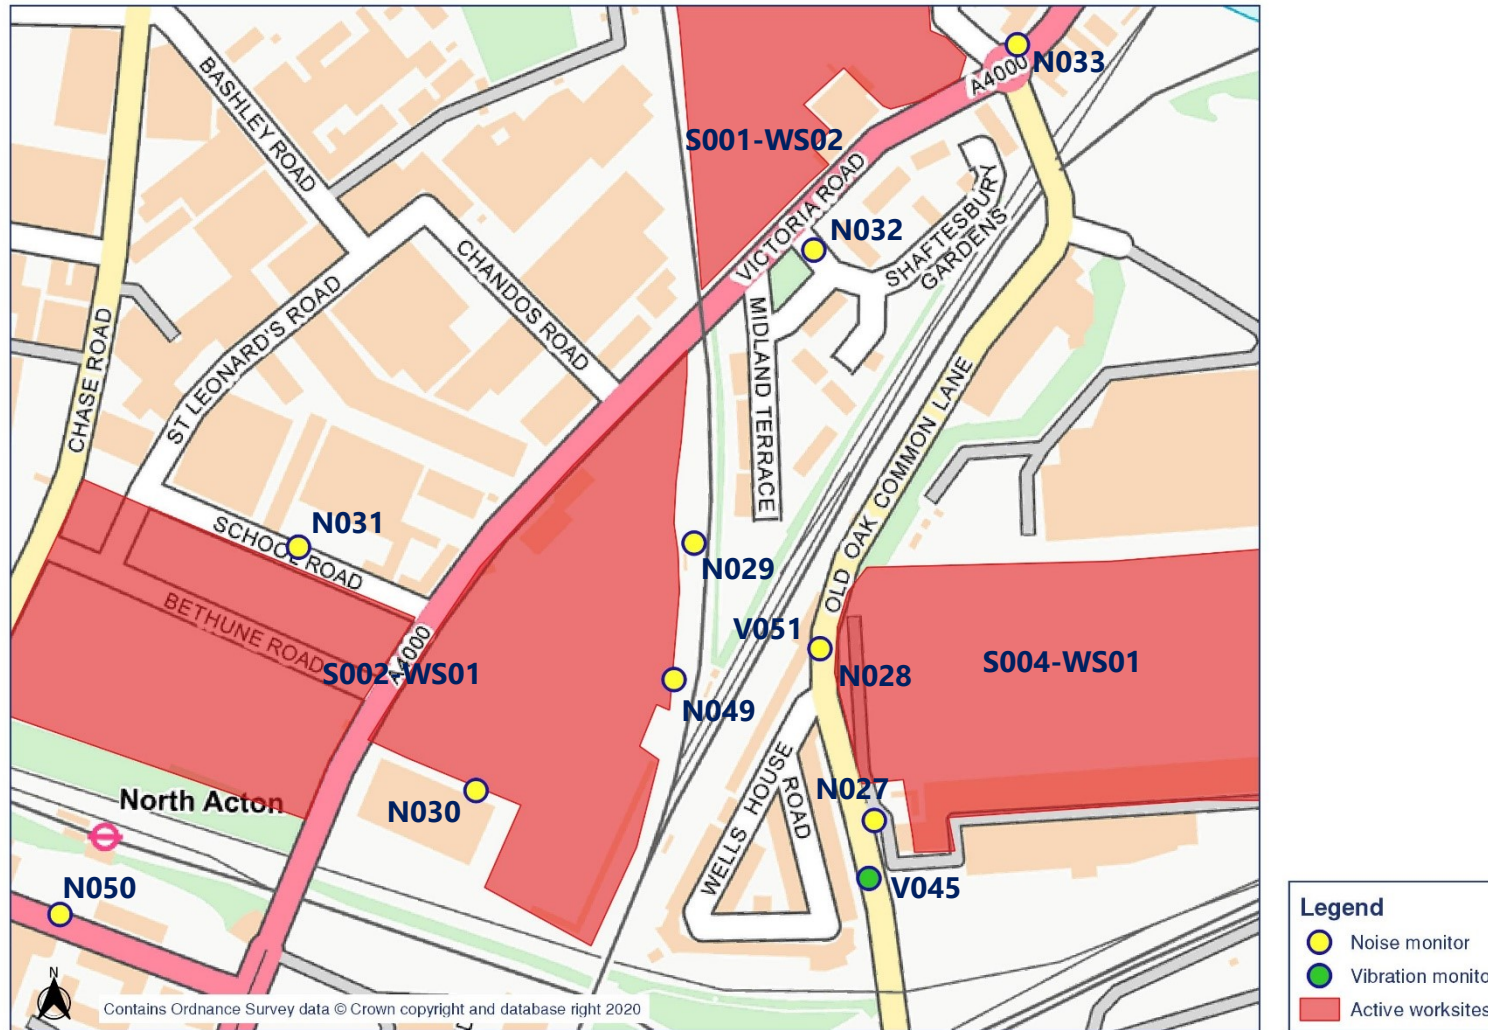 N033
A4000
BASHLEY ROAD
S001-WS02
VICTORIA ROAD
N032
SHAFTESBURY
GARDENS
CHANDOS ROAD
ST LEONARD'S ROAD
MIDLAND TERRACE
CHASE ROAD
OLD OAK COMMON LANE
N031
SCHOOL ROAD
N029
BETHUNE ROAD
A4000
V051
N028
S004-WS01
S002-WS01
N049
WELLS HOUSE
ROAD
N027
North Acton
N030
V045
N050
Legend
Noise monitor
Vibration monito
Active worksites
N
Contains Ordnance Survey data © Crown copyright and database right 2020